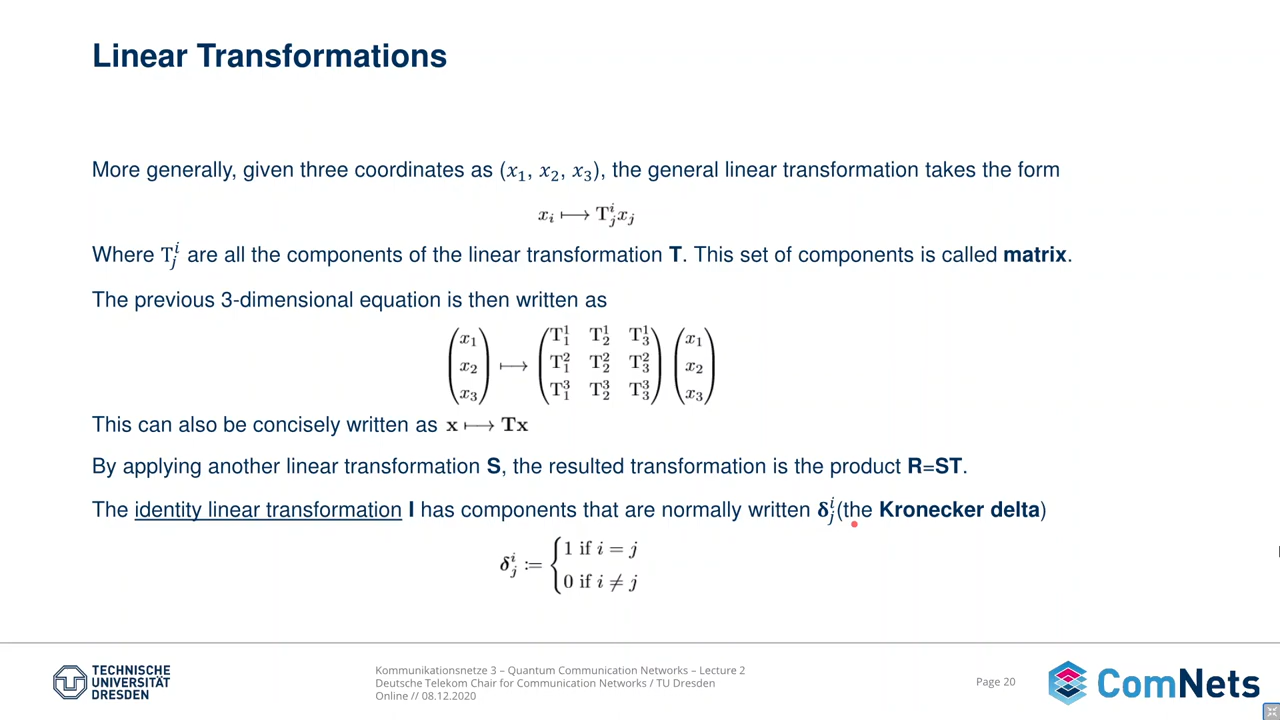 Linear Transformations
More generally, given three coordinates as (x₁, x₂, x₃), the general linear transformation takes the form
xᵢ ⟼ Tⁱⱼxⱼ
Where Tⁱⱼ are all the components of the linear transformation T. This set of components is called matrix.
The previous 3-dimensional equation is then written as
(x₁ x₂ x₃) ⟼ (T¹₁ T¹₂ T¹₃ T²₁ T²₂ T²₃ T³₁ T³₂ T³₃) (x₁ x₂ x₃)
This can also be concisely written as x ⟼ Tx
By applying another linear transformation S, the resulted transformation is the product R=ST.
The identity linear transformation I has components that are normally written δⁱⱼ(the Kronecker delta)
δⁱⱼ := {1 if i = j
0 if i ≠ j
TECHNISCHE
UNIVERSITÄT
DRESDEN
Kommunikationsnetze 3 – Quantum Communication Networks – Lecture 2
Deutsche Telekom Chair for Communication Networks / TU Dresden
Online // 08.12.2020
Page 20
ComNets